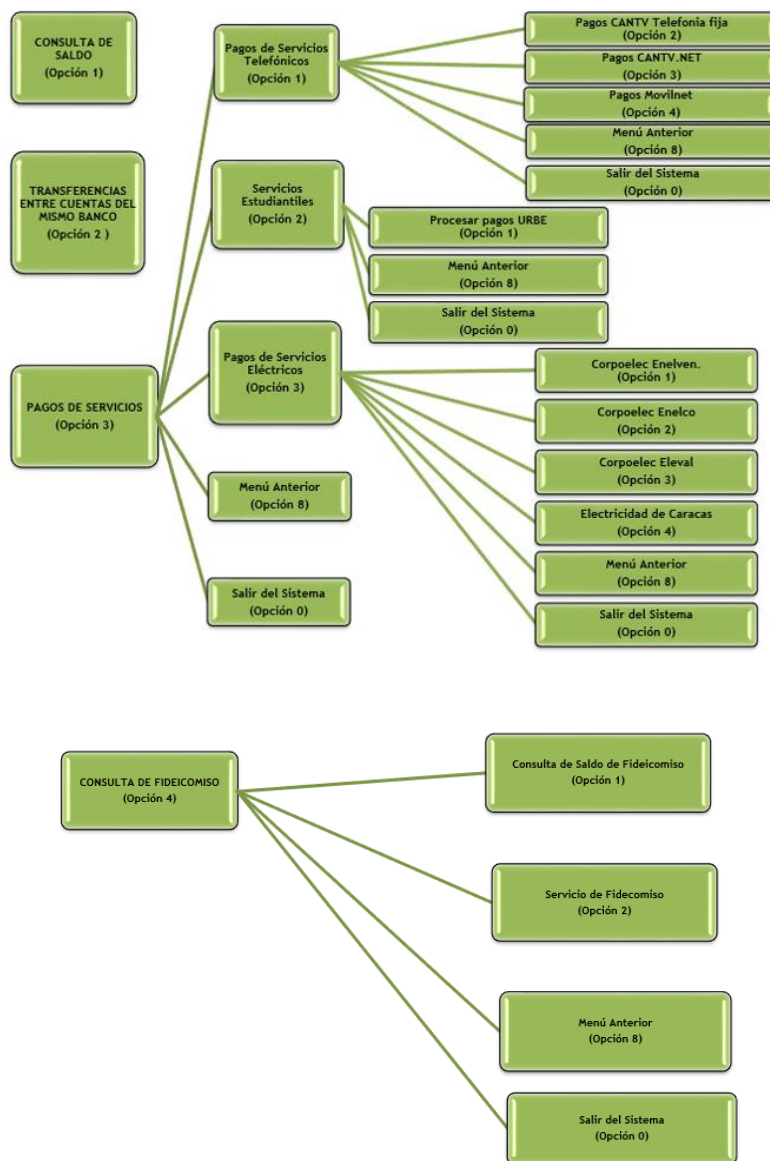 CONSULTA DE
SALDO
(Opción 1)
TRANSFERENCIAS
ENTRE CUENTAS DEL
MISMO BANCO
(Opción 2 )
PAGOS DE SERVICIOS
(Opción 3)
Pagos de Servicios
Telefónicos
(Opción 1)
Pagos CANTV Telefonia fija
(Opción 2)
Pagos CANTV.NET
(Opción 3)
Pagos Movilnet
(Opción 4)
Menú Anterior
(Opción 8)
Salir del Sistema
(Opción 0)
Servicios
Estudiantiles
(Opción 2)
Procesar pagos URBE
(Opción 1)
Menú Anterior
(Opción 8)
Salir del Sistema
(Opción 0)
Pagos de Servicios
Eléctricos
(Opción 3)
Corpoelec Enelven.
(Opción 1)
Corpoelec Enelco
(Opción 2)
Corpoelec Eleval
(Opción 3)
Electricidad de Caracas
(Opción 4)
Menú Anterior
(Opción 8)
Salir del Sistema
(Opción 0)
Menú Anterior
(Opción 8)
Salir del Sistema
(Opción 0)
CONSULTA DE FIDEICOMISO
(Opción 4)
Consulta de Saldo de Fideicomiso
(Opción 1)
Servicio de Fidecomiso
(Opción 2)
Menú Anterior
(Opción 8)
Salir del Sistema
(Opción 0)